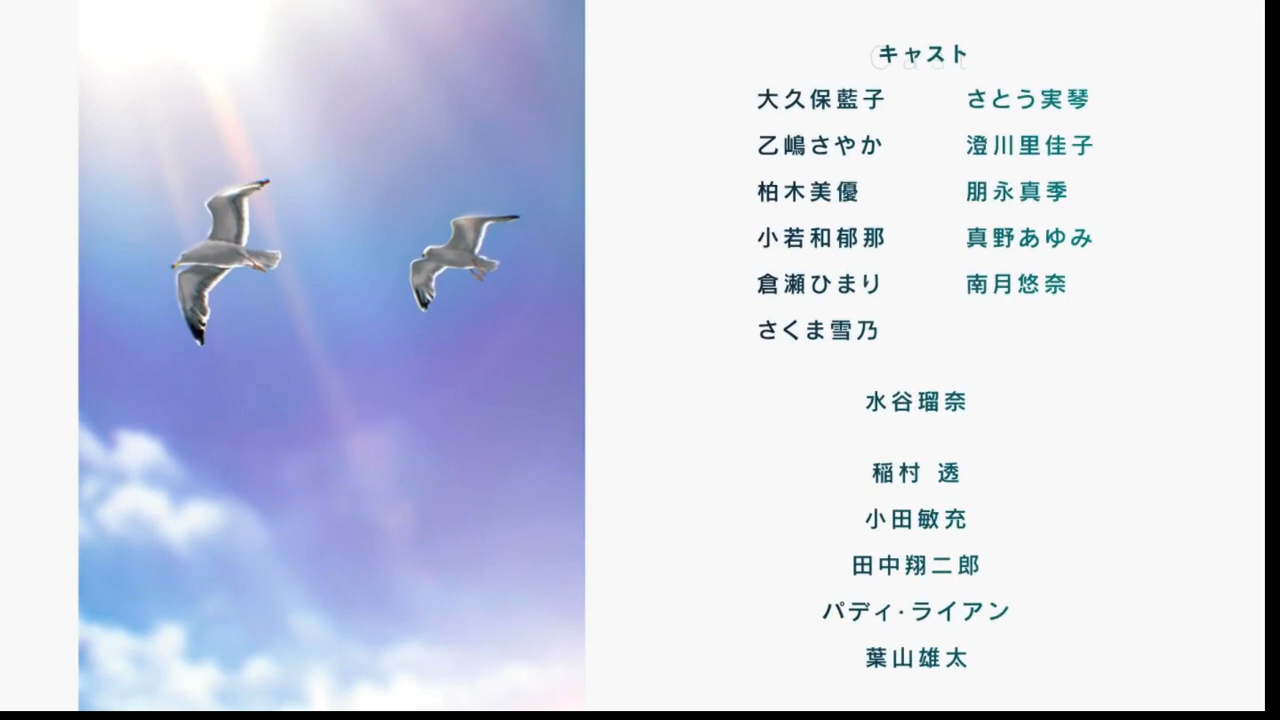 キャスト
大久保藍子 さとう実琴
乙嶋さやか 澄川里佳子
柏木美優 朋永真季
小若和郁那 真野あゆみ
倉瀬ひまり 南月悠奈
さくま雪乃
水谷瑠奈
稲村 透
小田敏充
田中翔二郎
パディ·ライアン
葉山雄太